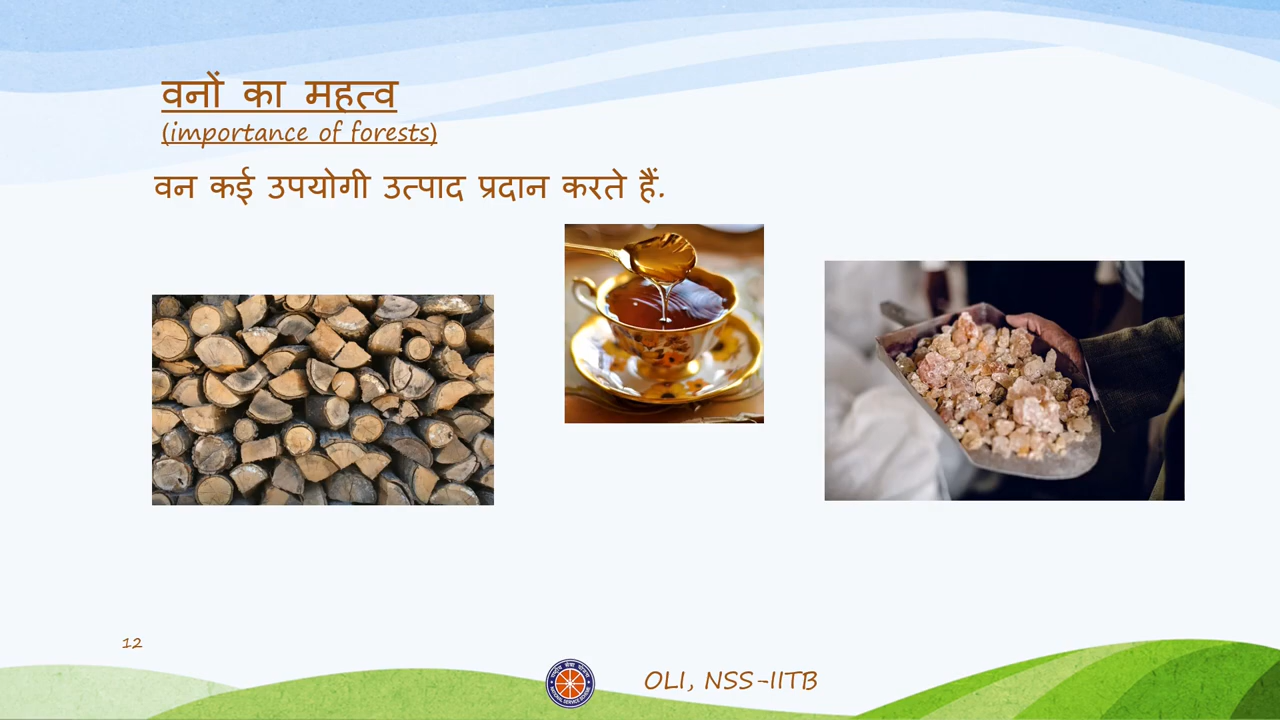 वनों का महत्व
(importance of forests)
वन कई उपयोगी उत्पाद प्रदान करते हैं.
12
OLI, NSS-IITB